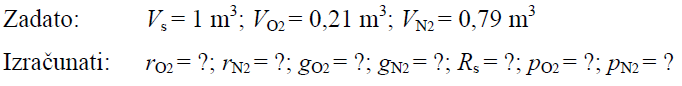 Zadato: Vs = 1 m³; VO2 = 0,21 m³; VN2 = 0,79 m³
Izračunati: rO2 = ?; rN2 = ?; gO2 = ?; gN2 = ?; Rs = ?; pO2 = ?; pN2 = ?